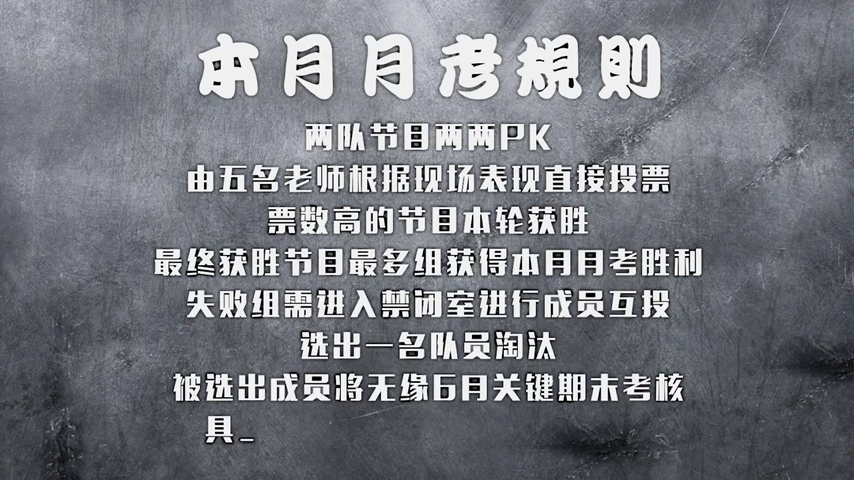 本月月考規則
两队节目两两PK
由五名老师根据现场表现直接投票
票数高的节目本轮获胜
最终获胜节目最多组获得本月月考胜利
失败组需进入禁闭室进行成员互投
选出一名队员淘汰
被选出成员将无缘6月关键期末考核
具_